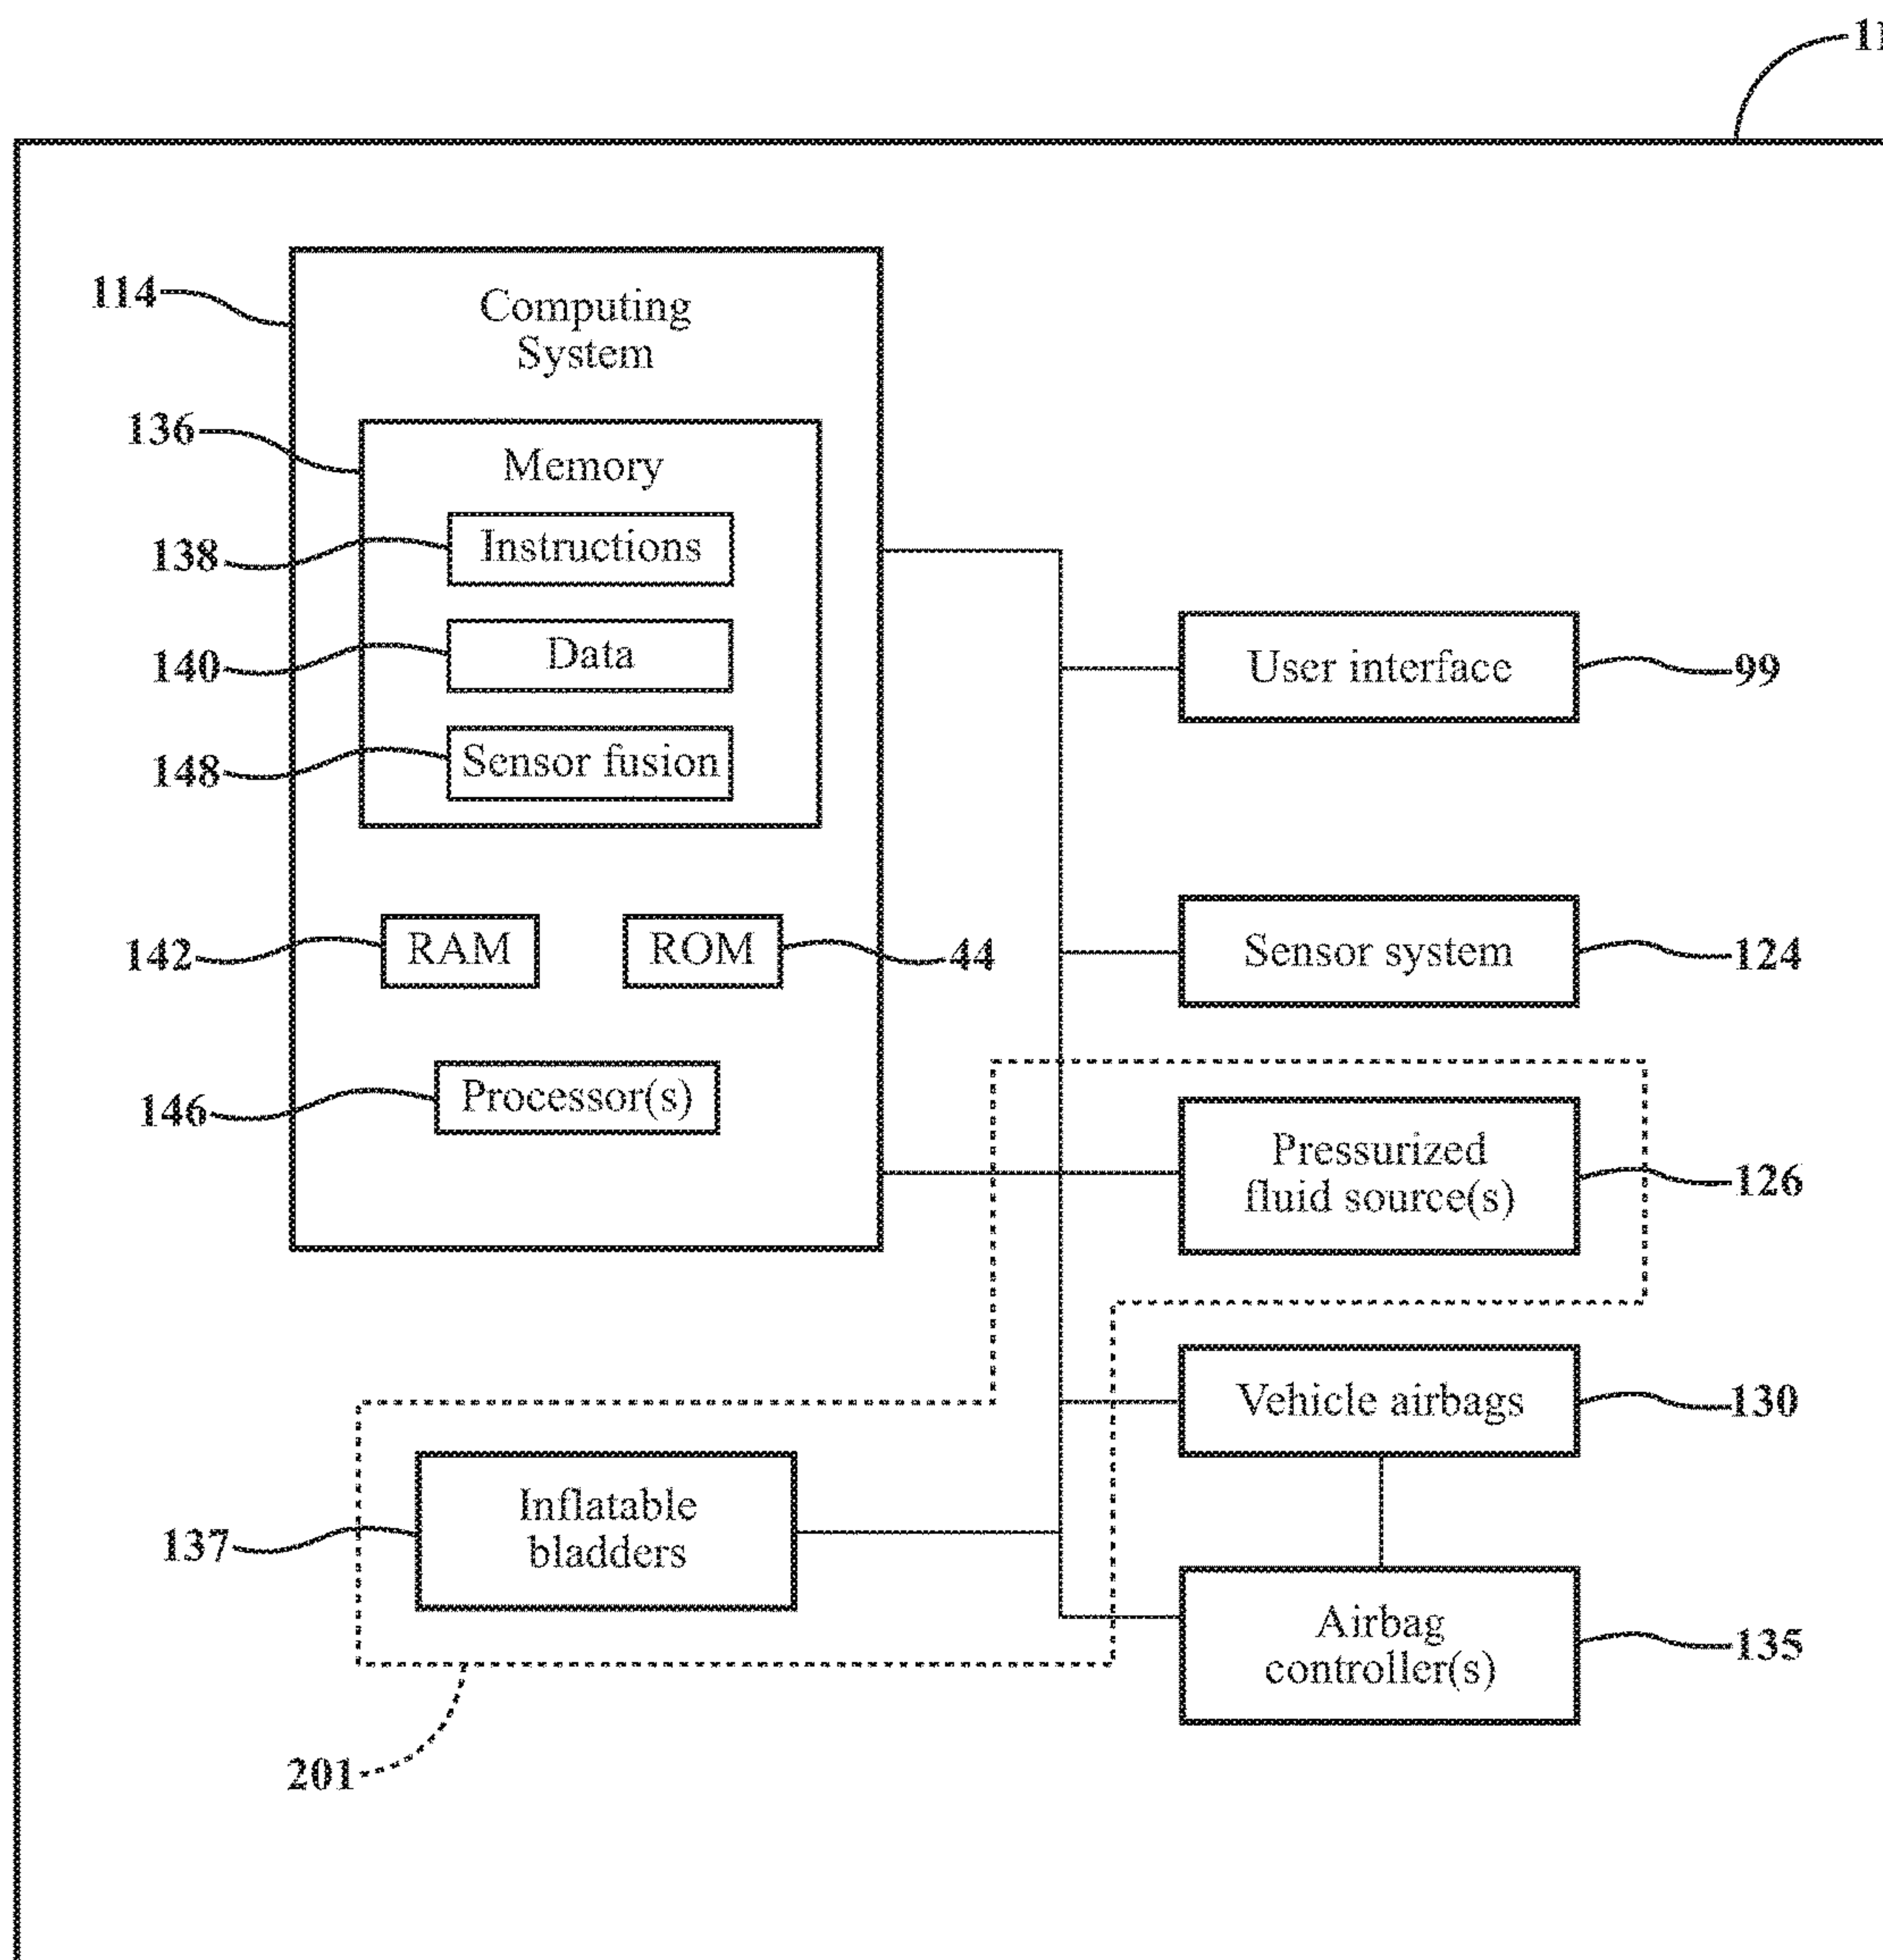 114
Computing
System
136
Memory
138
Instructions
140
Data
148
Sensor fusion
142
RAM
ROM
44
146
Processor(s)
User interface
99
Sensor system
124
Pressurized
fluid source(s)
126
Vehicle airbags
130
137
Inflatable
bladders
Airbag
controller(s)
135
201